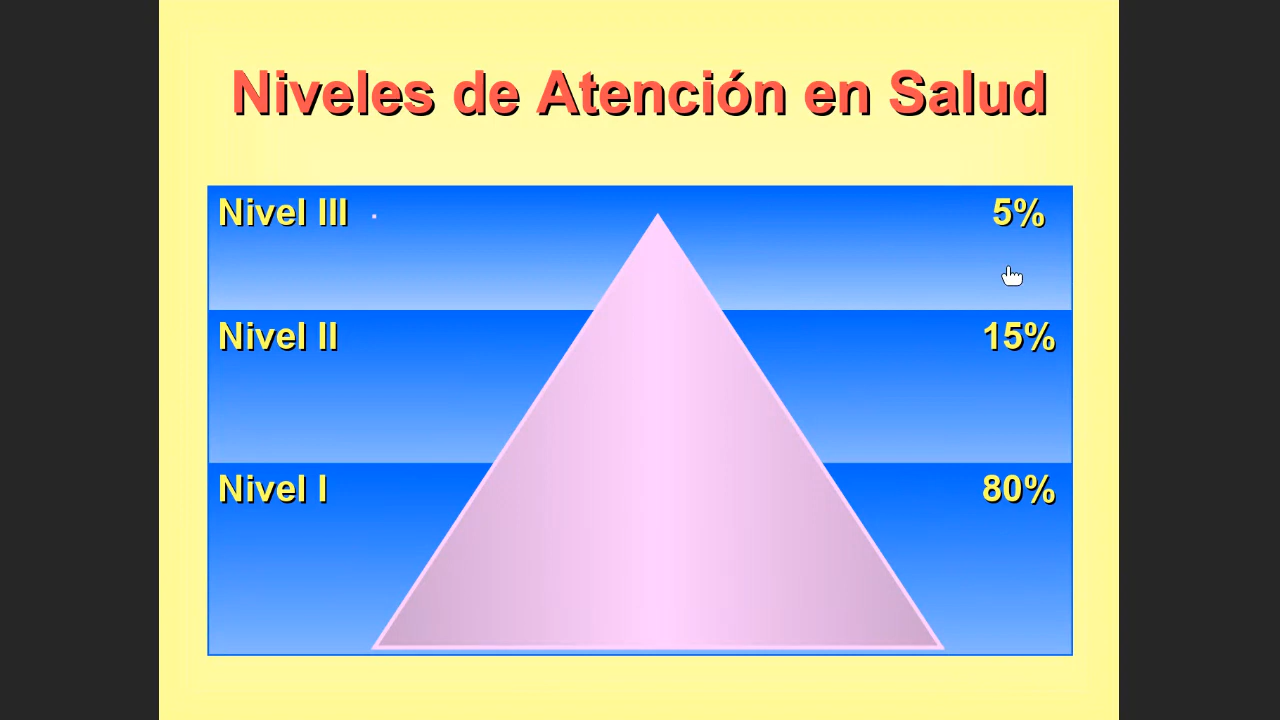 Niveles de Atención en Salud
Nivel III 5%
Nivel II 15%
Nivel I 80%